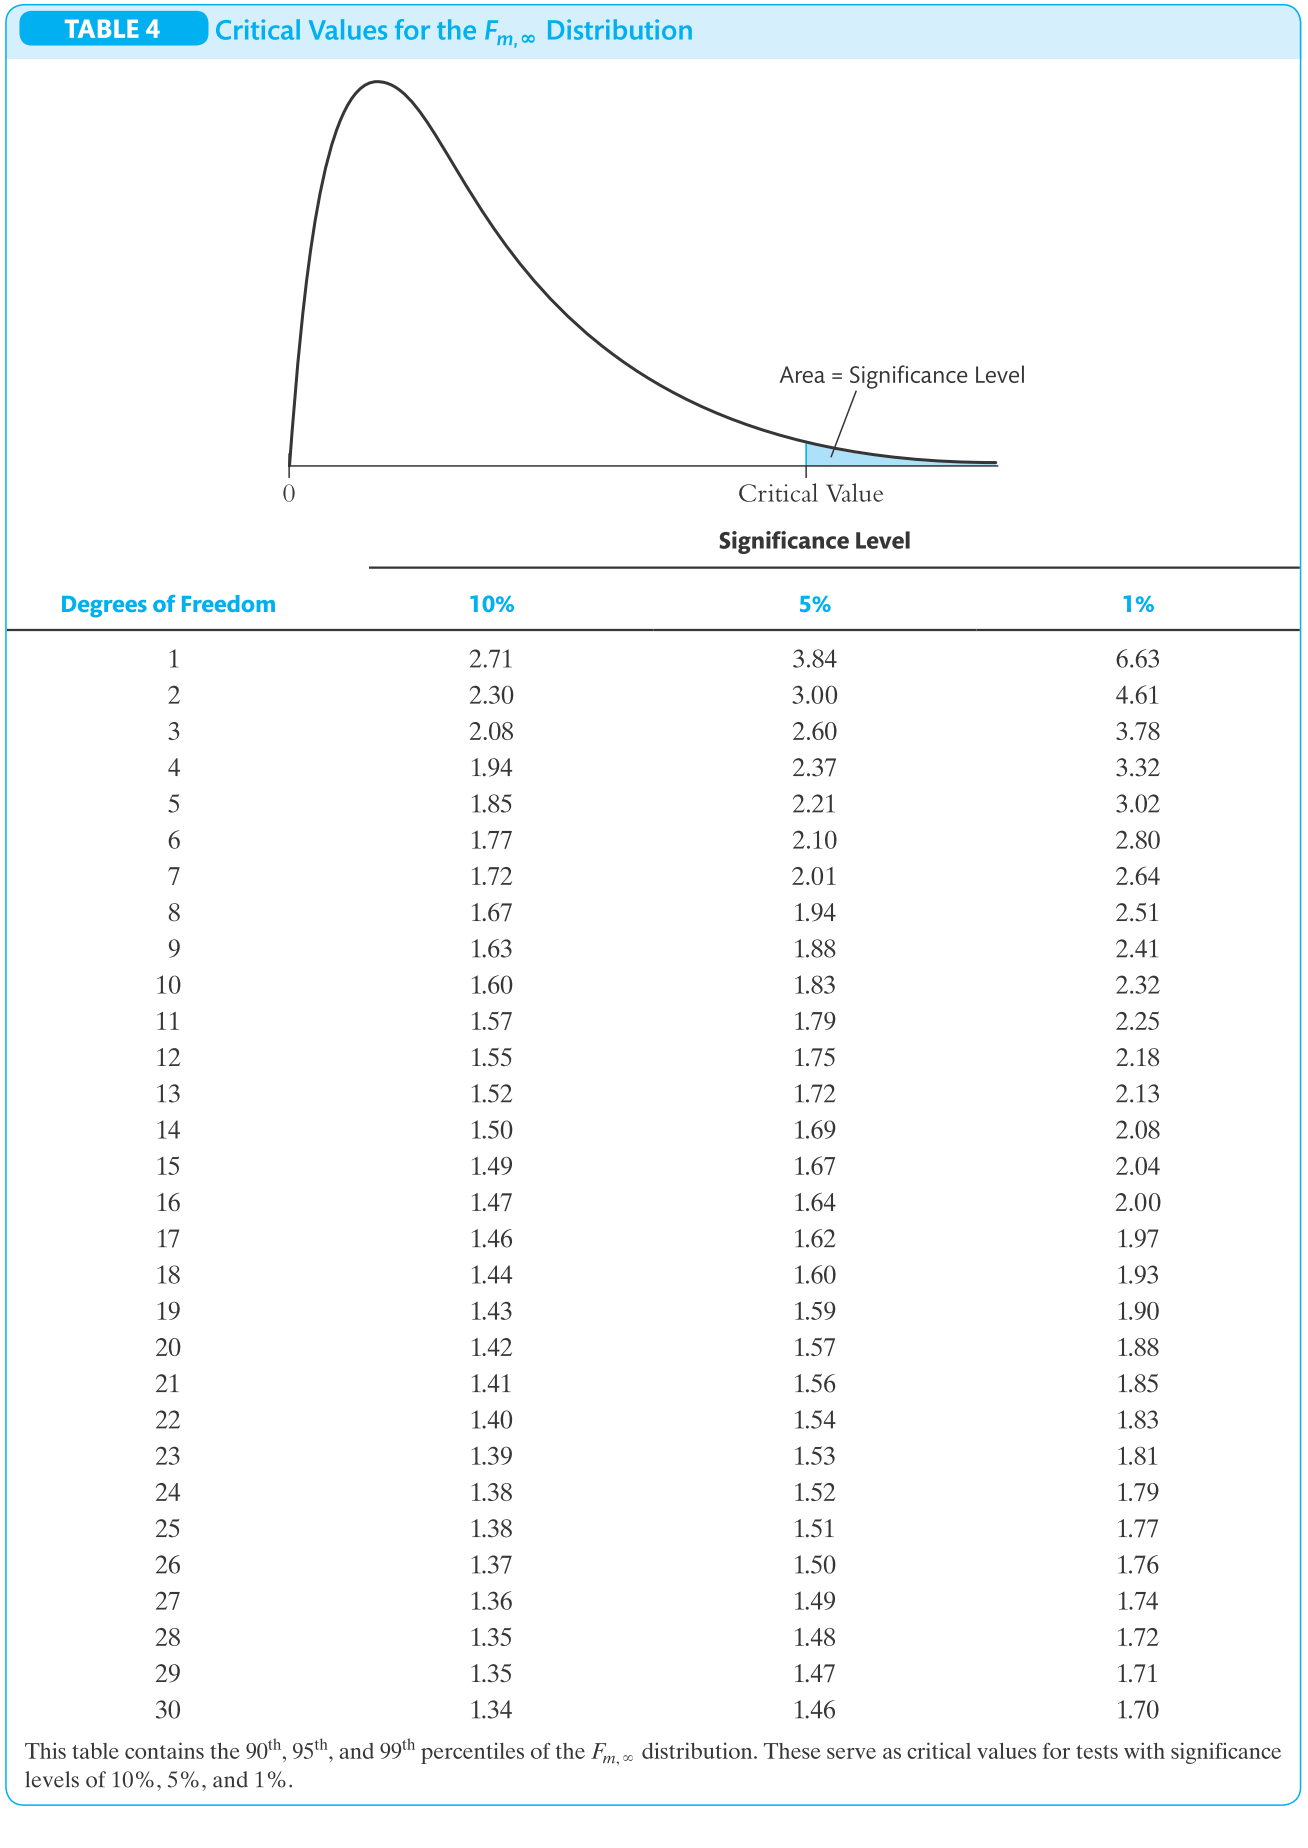 TABLE 4 Critical Values for the Fm, ∞ Distribution
Area = Significance Level
0 Critical Value
Significance Level
Degrees of Freedom 10% 5% 1%
1 2.71 3.84 6.63
2 2.30 3.00 4.61
3 2.08 2.60 3.78
4 1.94 2.37 3.32
5 1.85 2.21 3.02
6 1.77 2.10 2.80
7 1.72 2.01 2.64
8 1.67 1.94 2.51
9 1.63 1.88 2.41
10 1.60 1.83 2.32
11 1.57 1.79 2.25
12 1.55 1.75 2.18
13 1.52 1.72 2.13
14 1.50 1.69 2.08
15 1.49 1.67 2.04
16 1.47 1.64 2.00
17 1.46 1.62 1.97
18 1.44 1.60 1.93
19 1.43 1.59 1.90
20 1.42 1.57 1.88
21 1.41 1.56 1.85
22 1.40 1.54 1.83
23 1.39 1.53 1.81
24 1.38 1.52 1.79
25 1.38 1.51 1.77
26 1.37 1.50 1.76
27 1.36 1.49 1.74
28 1.35 1.48 1.72
29 1.35 1.47 1.71
30 1.34 1.46 1.70
This table contains the 90th, 95th, and 99th percentiles of the Fm, ∞ distribution. These serve as critical values for tests with significance
levels of 10%, 5%, and 1%.